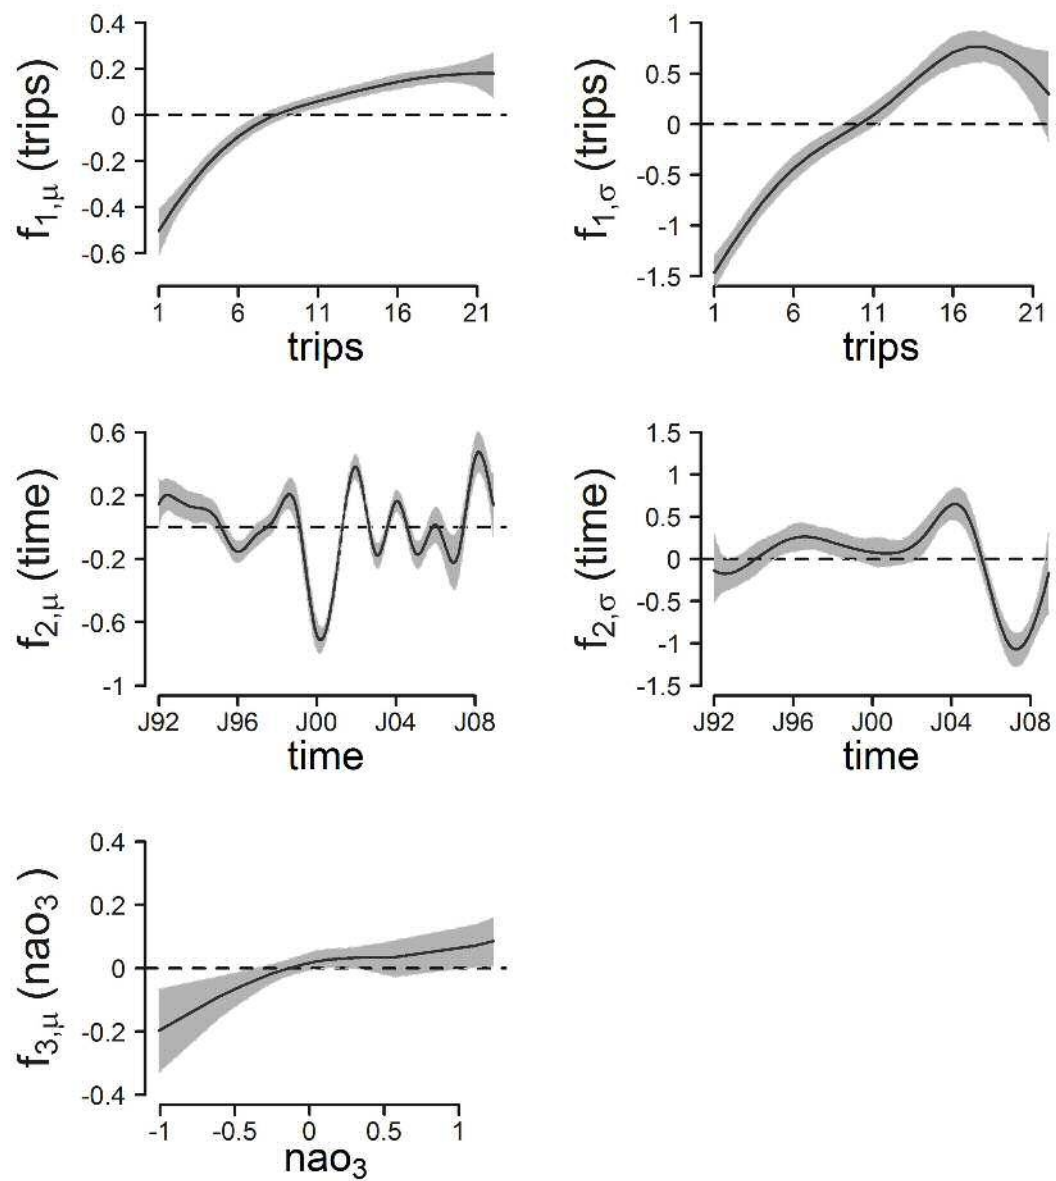 f1,μ (trips)
0.4
0.2
0
-0.2
-0.4
-0.6
1 6 11 16 21
trips
f1,σ (trips)
1
0.5
0
-0.5
-1
-1.5
1 6 11 16 21
trips
f2,μ (time)
0.6
0.2
-0.2
-0.6
-1
J92 J96 J00 J04 J08
time
f2,σ (time)
1.5
1
0.5
0
-0.5
-1
-1.5
J92 J96 J00 J04 J08
time
f3,μ (nao3)
0.4
0.2
0
-0.2
-0.4
-1 -0.5 0 0.5 1
nao3